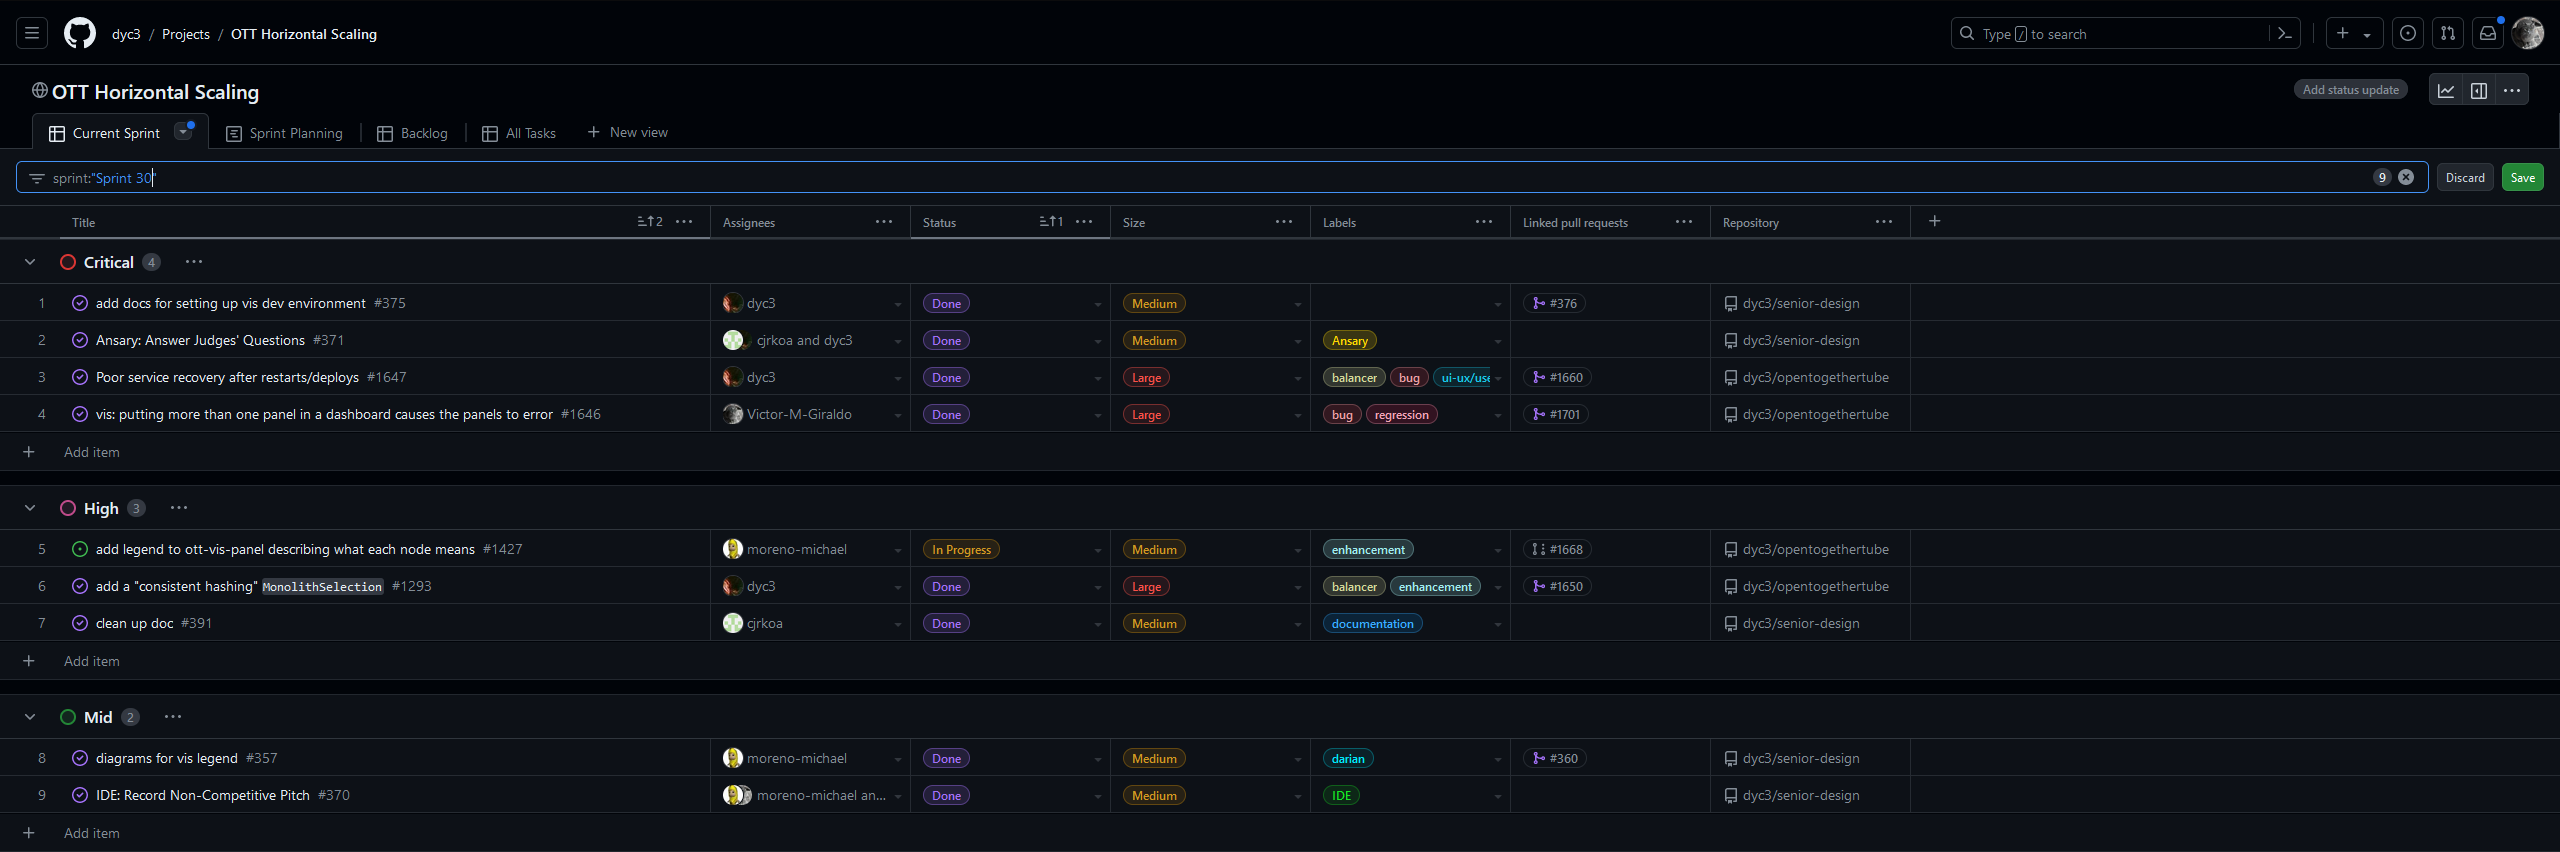 dyc3 / Projects / OTT Horizontal Scaling
Type / to search
OTT Horizontal Scaling
Add status update
Current Sprint
Sprint Planning
Backlog
All Tasks
New view
sprint:"Sprint 30"
9
Discard
Save
Title 2 Assignees Status 1 Size Labels Linked pull requests Repository
Critical 4
1 add docs for setting up vis dev environment #375 dyc3 Done Medium #376 dyc3/senior-design
2 Ansary: Answer Judges' Questions #371 cjrkoa and dyc3 Done Medium Ansary dyc3/senior-design
3 Poor service recovery after restarts/deploys #1647 dyc3 Done Large balancer bug ui-ux/use #1660 dyc3/opentogethertube
4 vis: putting more than one panel in a dashboard causes the panels to error #1646 Victor-M-Giraldo Done Large bug regression #1701 dyc3/opentogethertube
Add item
High 3
5 add legend to ott-vis-panel describing what each node means #1427 moreno-michael In Progress Medium enhancement #1668 dyc3/opentogethertube
6 add a "consistent hashing" MonolithSelection #1293 dyc3 Done Large balancer enhancement #1650 dyc3/opentogethertube
7 clean up doc #391 cjrkoa Done Medium documentation dyc3/senior-design
Add item
Mid 2
8 diagrams for vis legend #357 moreno-michael Done Medium darian #360 dyc3/senior-design
9 IDE: Record Non-Competitive Pitch #370 moreno-michael an... Done Medium IDE dyc3/senior-design
Add item